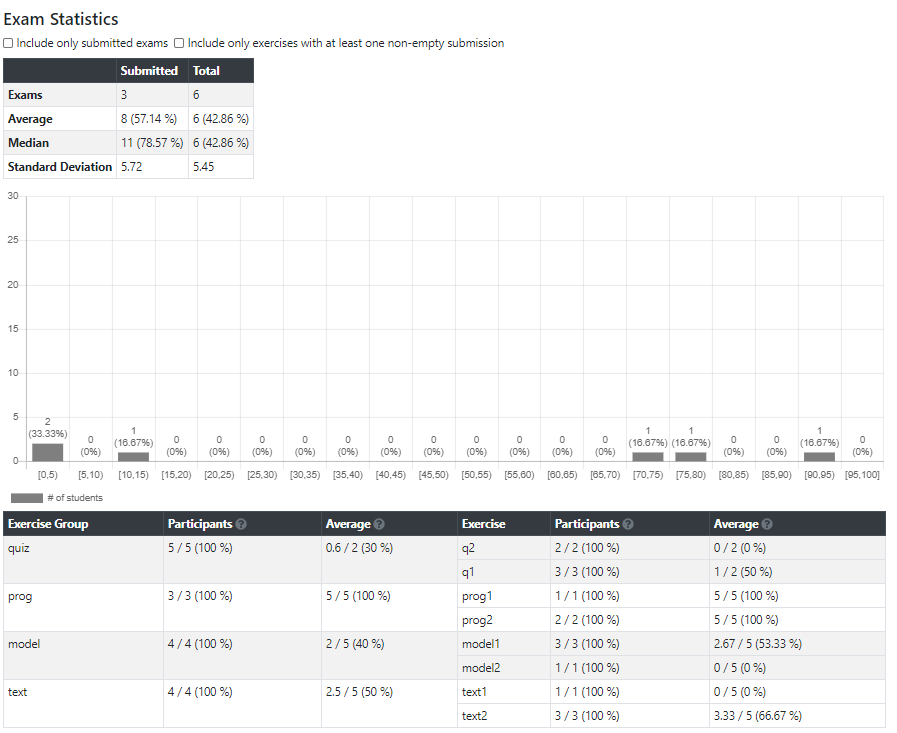 Exam Statistics
Include only submitted exams Include only exercises with at least one non-empty submission
Submitted Total
Exams 3 6
Average 8 (57.14 %) 6 (42.86 %)
Median 11 (78.57 %) 6 (42.86 %)
Standard Deviation 5.72 5.45
30
25
20
15
10
5
0
2 0 1 0 0 0 0 0 0 0 0 0 0 0 1 1 0 0 1 0
(33.33%) (0%) (16.67%) (0%) (0%) (0%) (0%) (0%) (0%) (0%) (0%) (0%) (0%) (0%) (16.67%) (16.67%) (0%) (0%) (16.67%) (0%)
[0,5) [5,10) [10,15) [15,20) [20,25) [25,30) [30,35) [35,40) [40,45) [45,50) [50,55) [55,60) [60,65) [65,70) [70,75) [75,80) [80,85) [85,90) [90,95) [95,100]
# of students
Exercise Group Participants ? Average ? Exercise Participants ? Average ?
quiz 5 / 5 (100 %) 0.6 / 2 (30 %) q2 2 / 2 (100 %) 0 / 2 (0 %)
q1 3 / 3 (100 %) 1 / 2 (50 %)
prog 3 / 3 (100 %) 5 / 5 (100 %) prog1 1 / 1 (100 %) 5 / 5 (100 %)
prog2 2 / 2 (100 %) 5 / 5 (100 %)
model 4 / 4 (100 %) 2 / 5 (40 %) model1 3 / 3 (100 %) 2.67 / 5 (53.33 %)
model2 1 / 1 (100 %) 0 / 5 (0 %)
text 4 / 4 (100 %) 2.5 / 5 (50 %) text1 1 / 1 (100 %) 0 / 5 (0 %)
text2 3 / 3 (100 %) 3.33 / 5 (66.67 %)